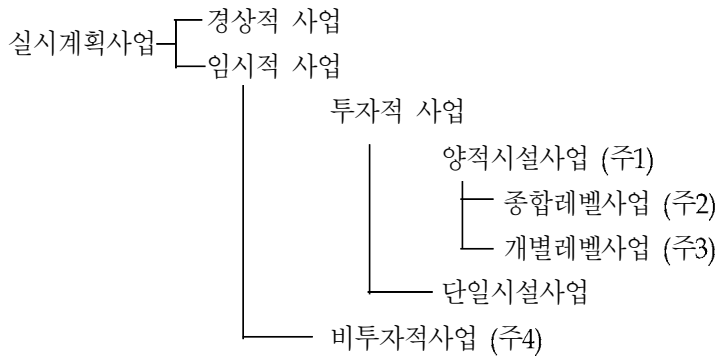 경상적 사업
실시계획사업
임시적 사업
투자적 사업
양적시설사업 (주1)
종합레벨사업 (주2)
개별레벨사업 (주3)
단일시설사업
비투자적사업 (주4)